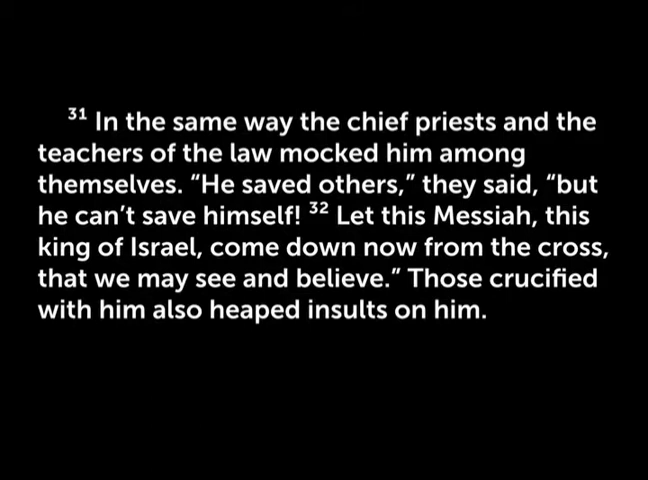 ³¹ In the same way the chief priests and the
teachers of the law mocked him among
themselves. “He saved others,” they said, “but
he can’t save himself! ³² Let this Messiah, this
king of Israel, come down now from the cross,
that we may see and believe.” Those crucified
with him also heaped insults on him.